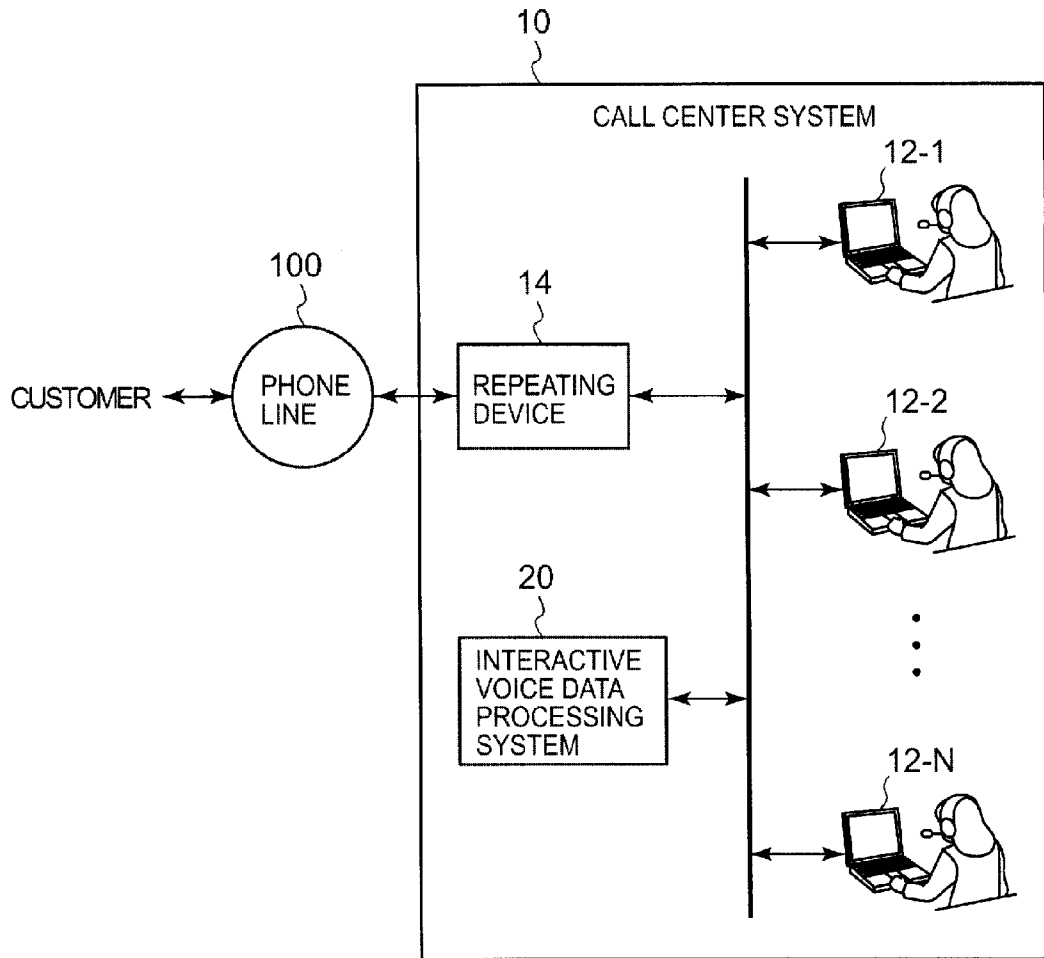 10
CALL CENTER SYSTEM
12-1
100
14
CUSTOMER
PHONE
LINE
REPEATING
DEVICE
12-2
20
INTERACTIVE
VOICE DATA
PROCESSING
SYSTEM
12-N